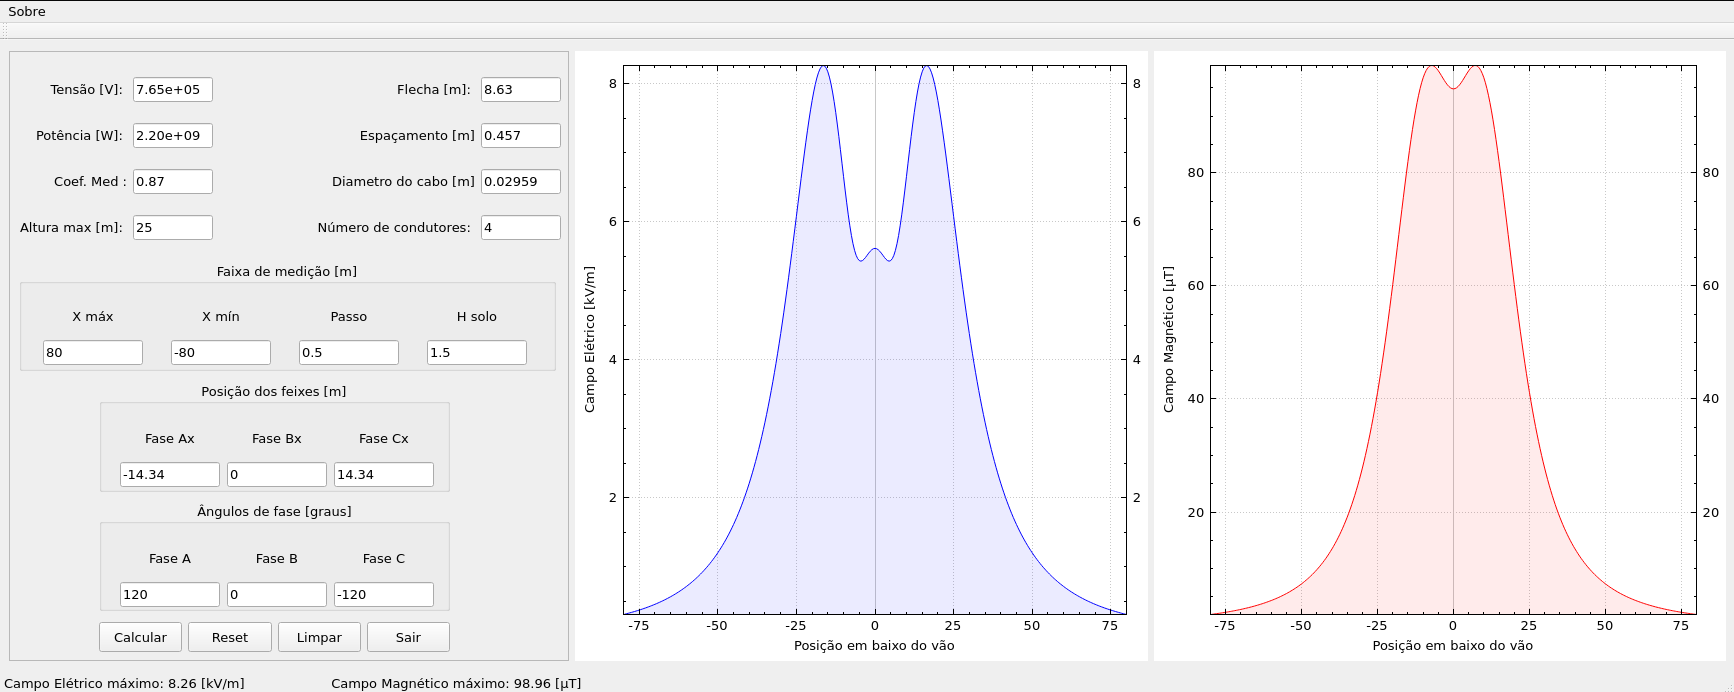 Sobre
Tensão [V]: 7.65e+05 Flecha [m]: 8.63
Potência [W]: 2.20e+09 Espaçamento [m] 0.457
Coef. Med : 0.87 Diametro do cabo [m] 0.02959
Altura max [m]: 25 Número de condutores: 4
Faixa de medição [m]
X máx X mín Passo H solo
80 -80 0.5 1.5
Posição dos feixes [m]
Fase Ax Fase Bx Fase Cx
-14.34 0 14.34
Ângulos de fase [graus]
Fase A Fase B Fase C
120 0 -120
Calcular Reset Limpar Sair
Campo Elétrico [kV/m]
8 8
6 6
4 4
2 2
-75 -50 -25 0 25 50 75
Posição em baixo do vão
Campo Magnético [µT]
80 80
60 60
40 40
20 20
-75 -50 -25 0 25 50 75
Posição em baixo do vão
Campo Elétrico máximo: 8.26 [kV/m] Campo Magnético máximo: 98.96 [µT]